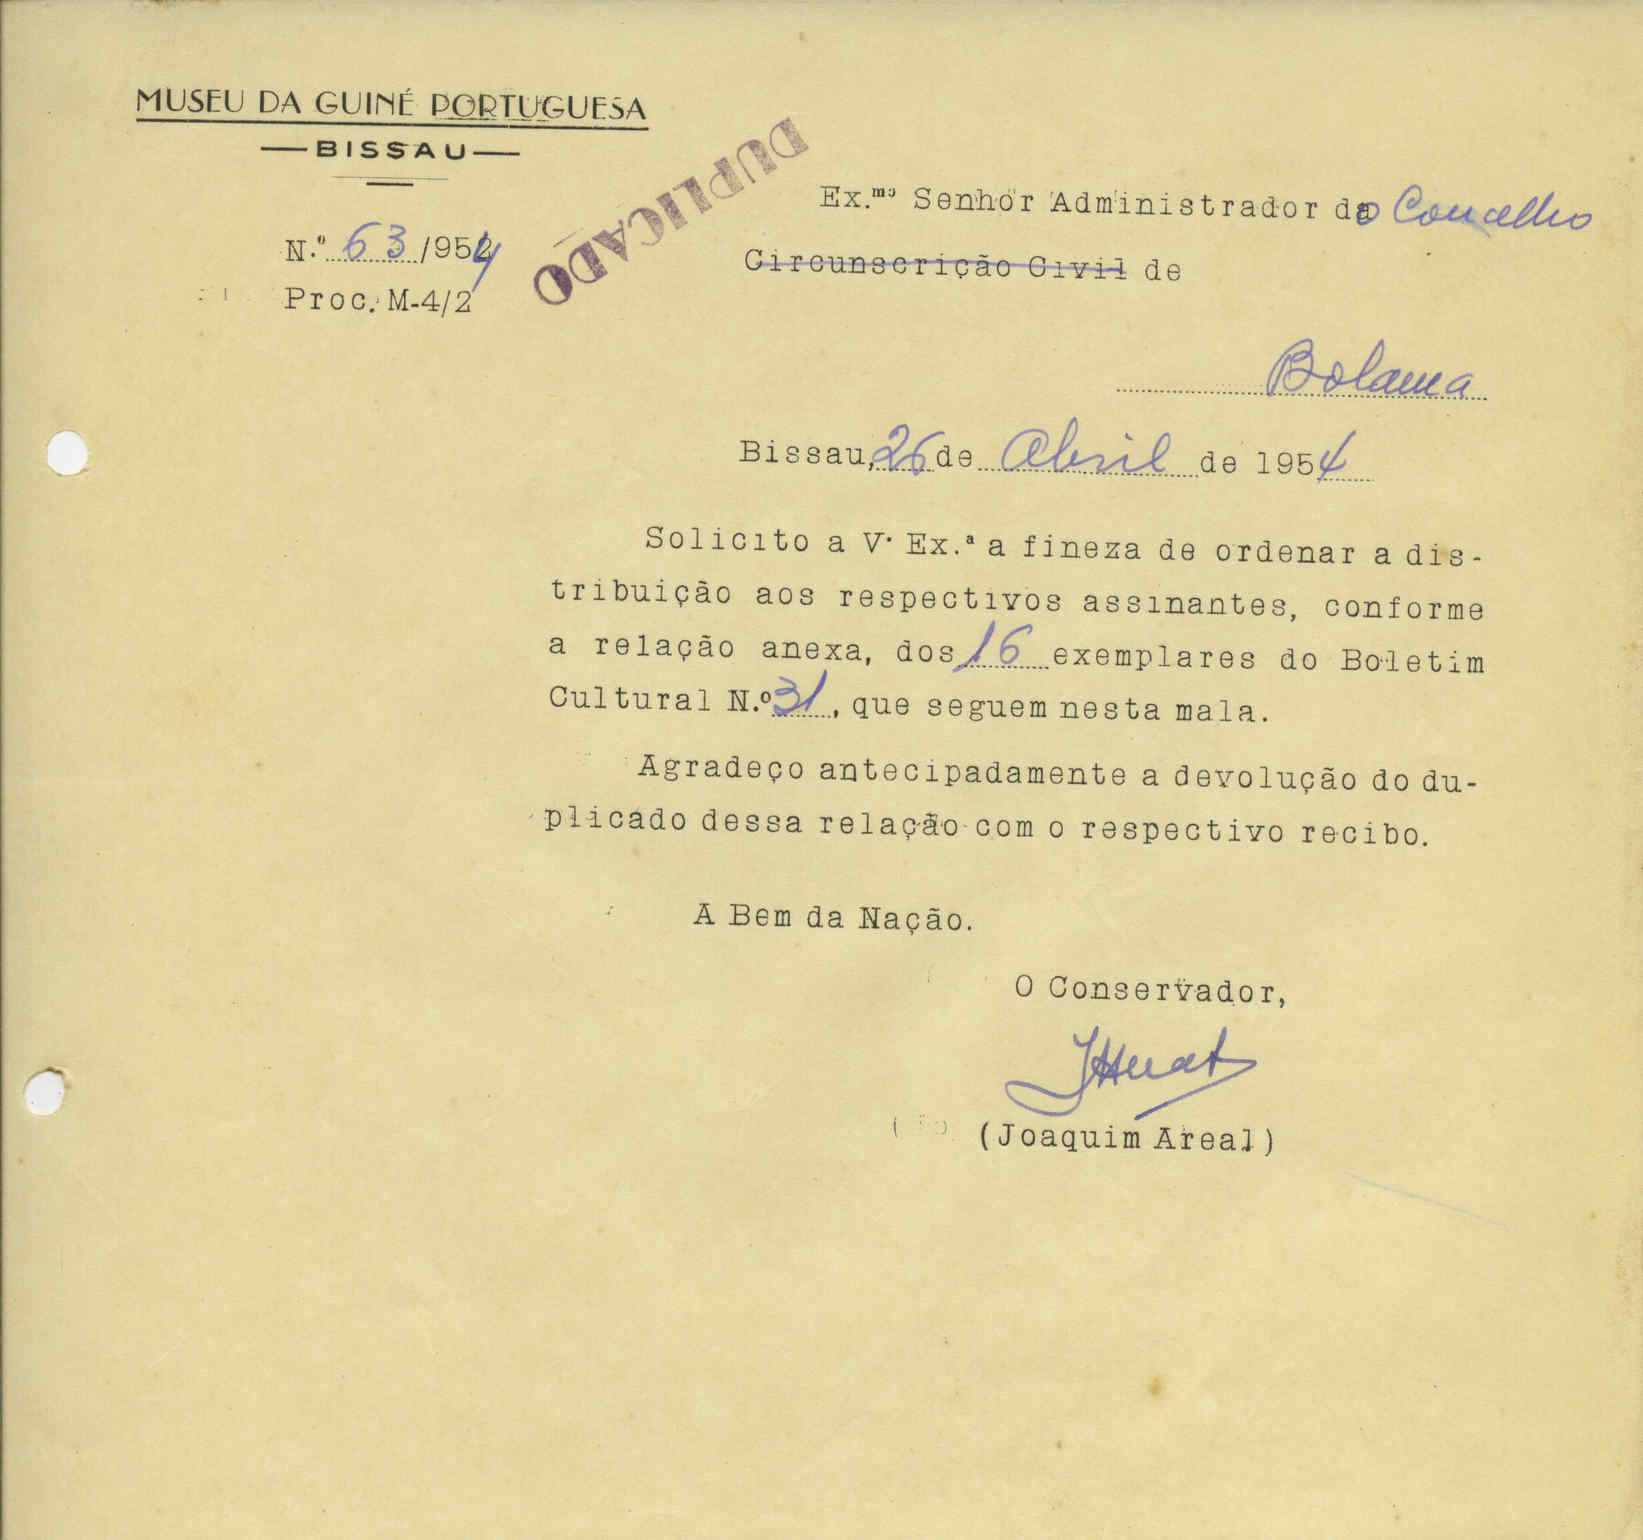 MUSEU DA GUINÉ PORTUGUESA
BISSAU
N.º 63/954
Proc. M-4/2
DUPLICADO
Ex.mo Senhor Administrador do Concelho
Circunscrição Civil de
Bolama
Bissau, 26 de Abril de 1954
Solicito a V. Ex.ª a fineza de ordenar a dis-
tribuição aos respectivos assinantes, conforme
a relação anexa, dos 16 exemplares do Boletim
Cultural N.º 31, que seguem nesta mala.
Agradeço antecipadamente a devolução do du-
plicado dessa relação com o respectivo recibo.
A Bem da Nação.
O Conservador,
(Joaquim Areal)